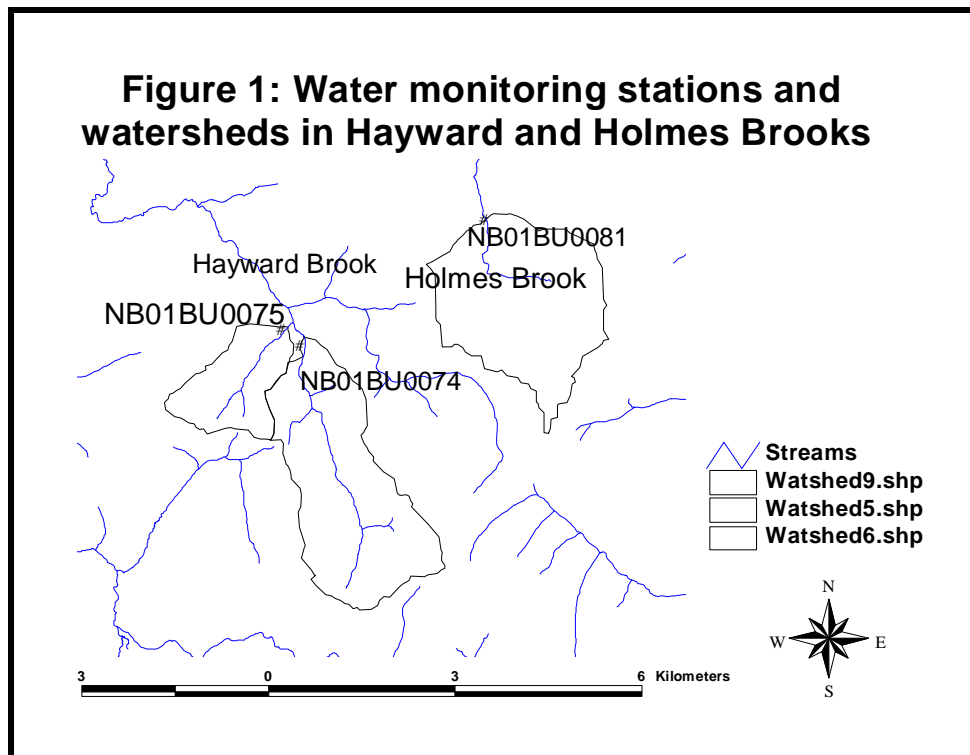 Figure 1: Water monitoring stations and
watersheds in Hayward and Holmes Brooks
#
NB01BU0081
Hayward Brook
Holmes Brook
NB01BU0075
#
#
NB01BU0074
Streams
Watshed9.shp
Watshed5.shp
Watshed6.shp
N
W E
S
3 0 3 6 Kilometers